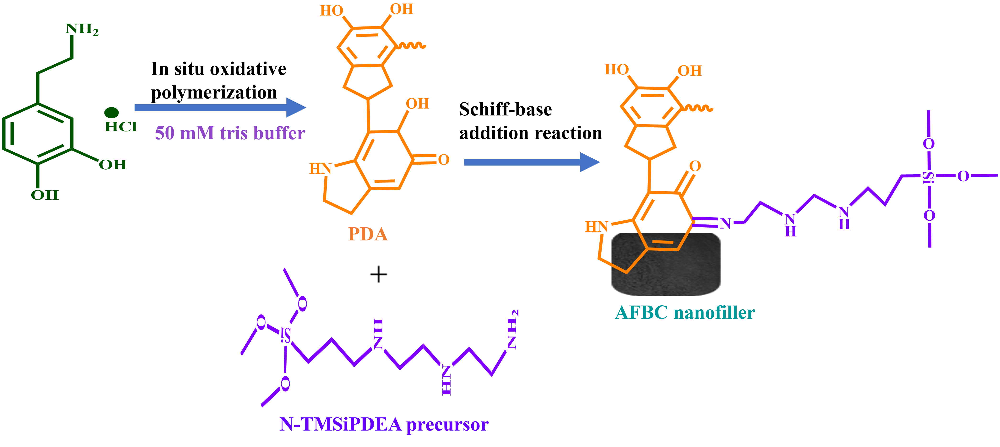 NH2
HCl
OH
OH
In situ oxidative
polymerization
50 mM tris buffer
HO
OH
OH
O
HN
PDA
+
O
O
Si
O
NH
NH
NH2
N-TMSiPDEA precursor
Schiff-base
addition reaction
HO
OH
O
HN
N
N
H
N
H
O
Si
O
O
AFBC nanofiller